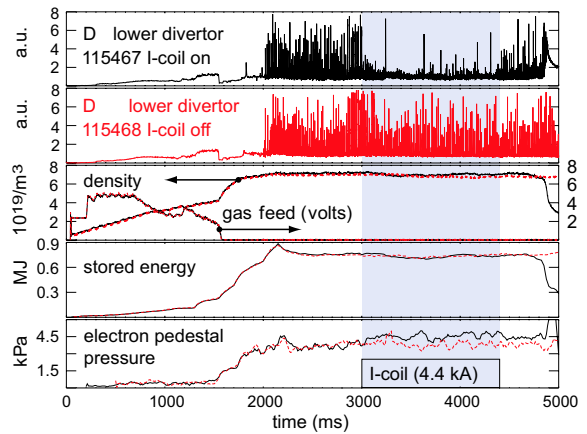 8
D lower divertor
6
115467 I-coil on
4
2
a.u.
8
D lower divertor
6
115468 I-coil off
4
2
a.u.
8
8
density
6
6
4
4
gas feed (volts)
2
2
10¹⁹/m³
0
0.9
stored energy
0.6
0.3
MJ
electron pedestal
pressure
4.5
1.5
kPa
I-coil (4.4 kA)
0 1000 2000 3000 4000 5000
time (ms)